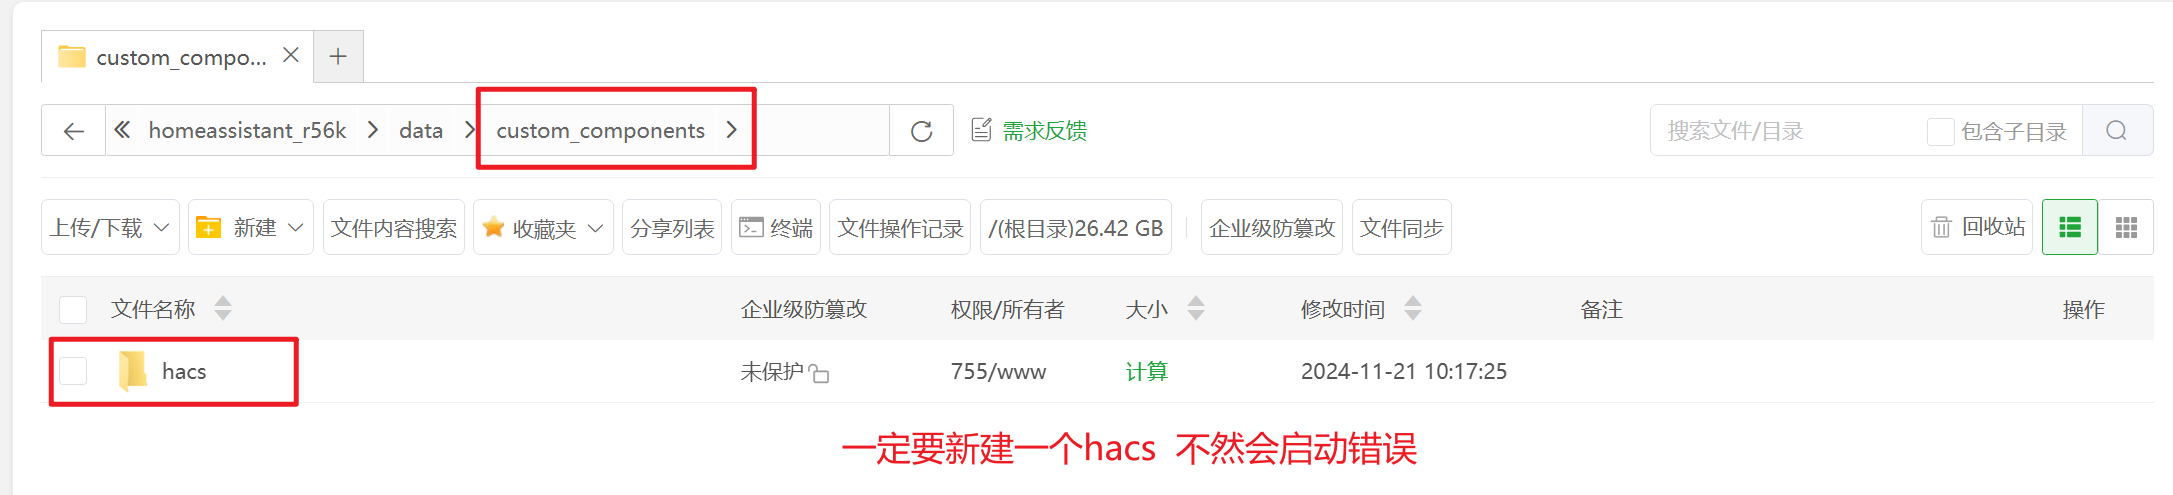 custom_compo...
homeassistant_r56k data custom_components 需求反馈 搜索文件/目录 包含子目录
上传/下载 新建 文件内容搜索 收藏夹 分享列表 终端 文件操作记录 /(根目录)26.42 GB 企业级防篡改 文件同步 回收站
文件名称 企业级防篡改 权限/所有者 大小 修改时间 备注 操作
hacs 未保护 755/www 计算 2024-11-21 10:17:25
一定要新建一个hacs 不然会启动错误